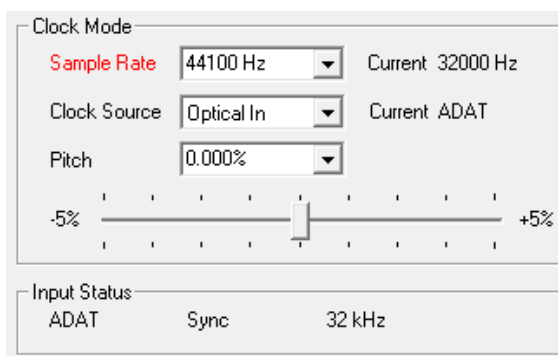 Clock Mode
Sample Rate 44100 Hz Current 32000 Hz
Clock Source Optical In Current ADAT
Pitch 0.000%
-5% +5%
Input Status
ADAT Sync 32 kHz